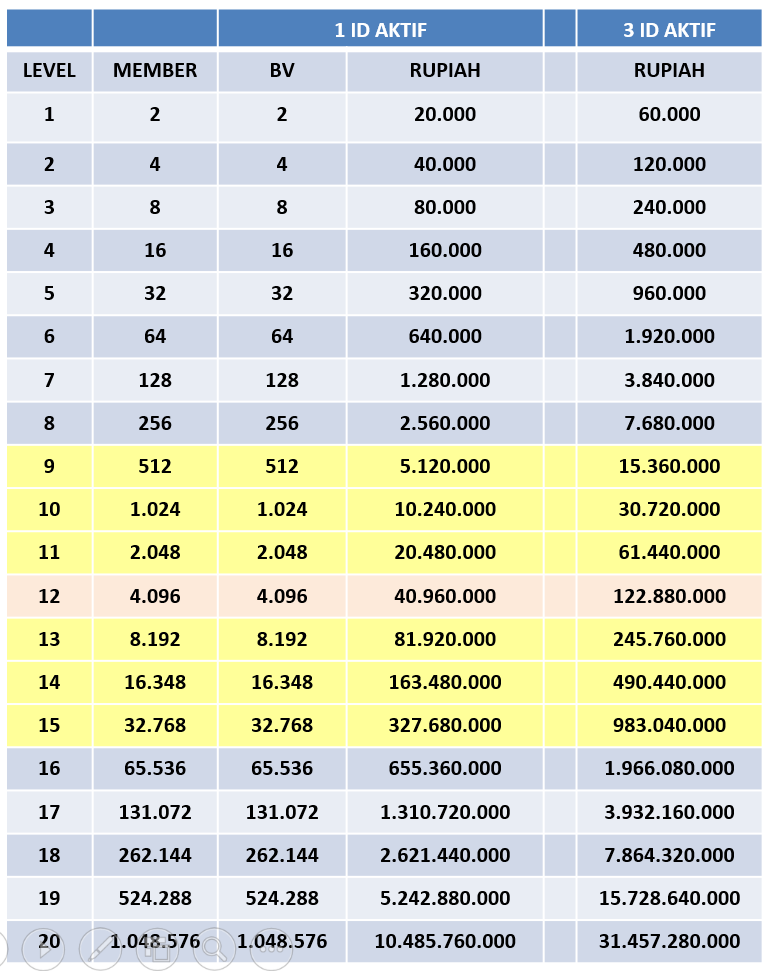 1 ID AKTIF 3 ID AKTIF
LEVEL MEMBER BV RUPIAH RUPIAH
1 2 2 20.000 60.000
2 4 4 40.000 120.000
3 8 8 80.000 240.000
4 16 16 160.000 480.000
5 32 32 320.000 960.000
6 64 64 640.000 1.920.000
7 128 128 1.280.000 3.840.000
8 256 256 2.560.000 7.680.000
9 512 512 5.120.000 15.360.000
10 1.024 1.024 10.240.000 30.720.000
11 2.048 2.048 20.480.000 61.440.000
12 4.096 4.096 40.960.000 122.880.000
13 8.192 8.192 81.920.000 245.760.000
14 16.348 16.348 163.480.000 490.440.000
15 32.768 32.768 327.680.000 983.040.000
16 65.536 65.536 655.360.000 1.966.080.000
17 131.072 131.072 1.310.720.000 3.932.160.000
18 262.144 262.144 2.621.440.000 7.864.320.000
19 524.288 524.288 5.242.880.000 15.728.640.000
20 1.048.576 1.048.576 10.485.760.000 31.457.280.000